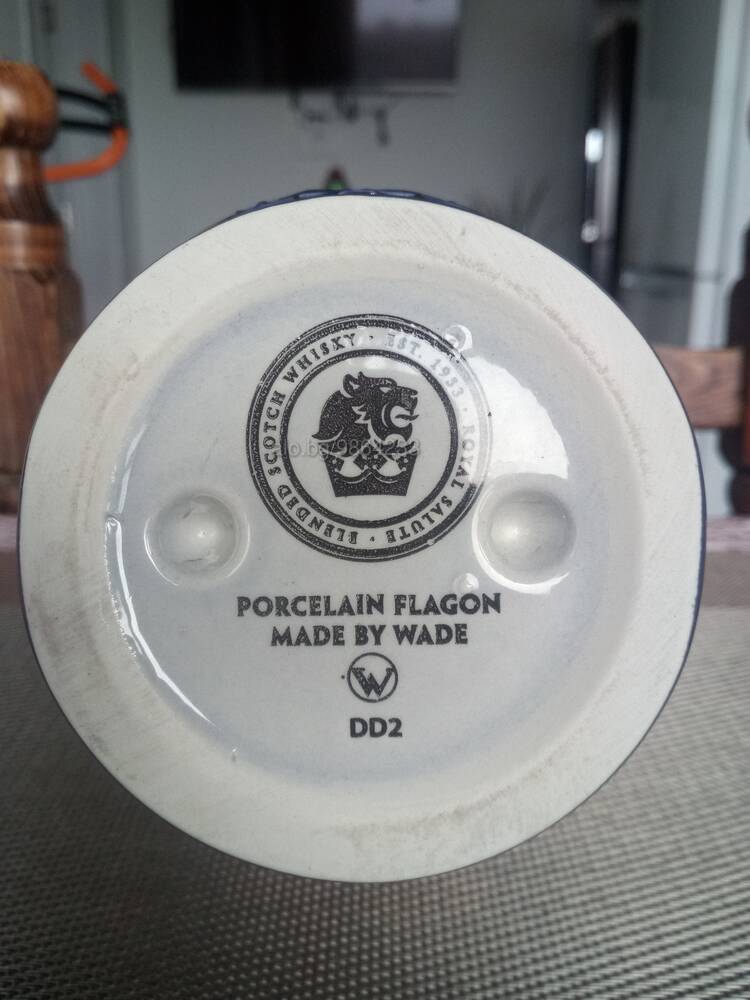 BLENDED SCOTCH WHISKY · EST. 1953 · ROYAL SALUTE ·
PORCELAIN FLAGON
MADE BY WADE
W
DD2